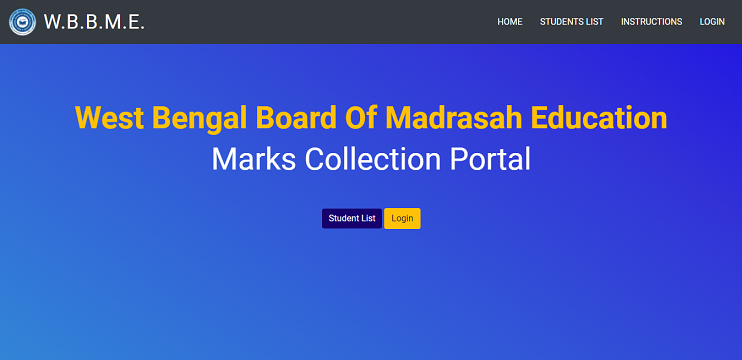 W.B.B.M.E.
HOME STUDENTS LIST INSTRUCTIONS LOGIN
West Bengal Board Of Madrasah Education
Marks Collection Portal
Student List Login